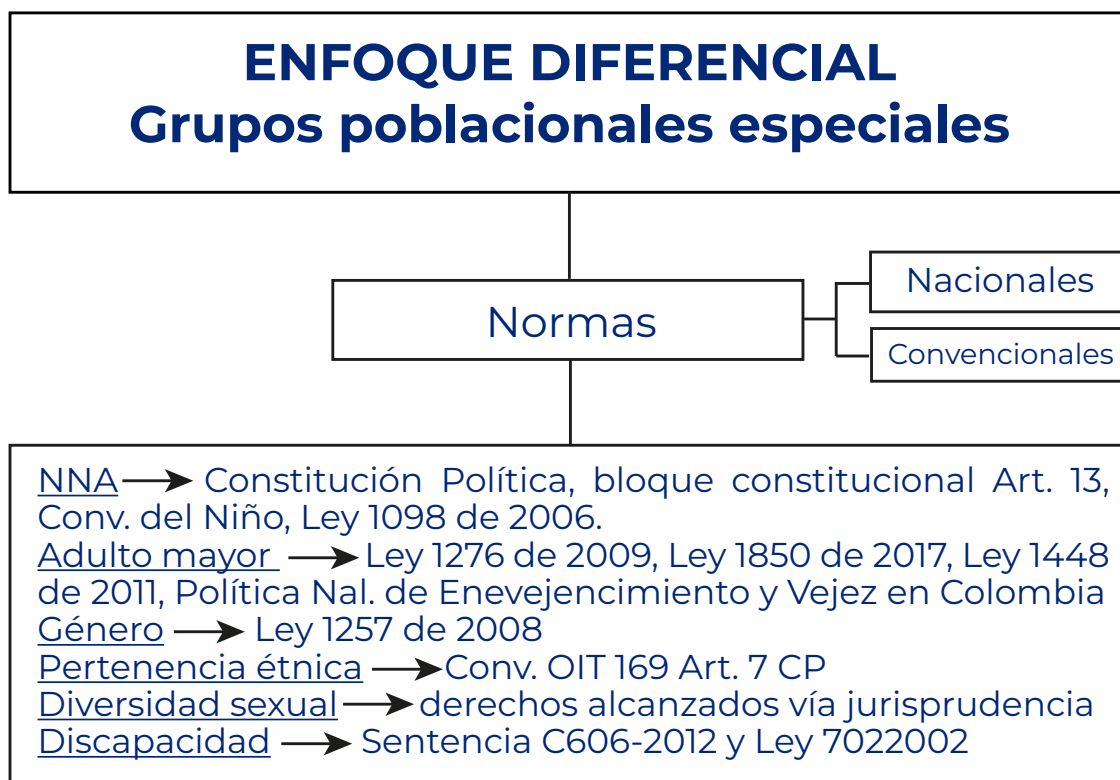 ENFOQUE DIFERENCIAL
Grupos poblacionales especiales
Normas
Nacionales
Convencionales
NNA Constitución Política, bloque constitucional Art. 13,
Conv. del Niño, Ley 1098 de 2006.
Adulto mayor Ley 1276 de 2009, Ley 1850 de 2017, Ley 1448
de 2011, Política Nal. de Enevejencimiento y Vejez en Colombia
Género Ley 1257 de 2008
Pertenencia étnica Conv. OIT 169 Art. 7 CP
Diversidad sexual derechos alcanzados vía jurisprudencia
Discapacidad Sentencia C606-2012 y Ley 7022002